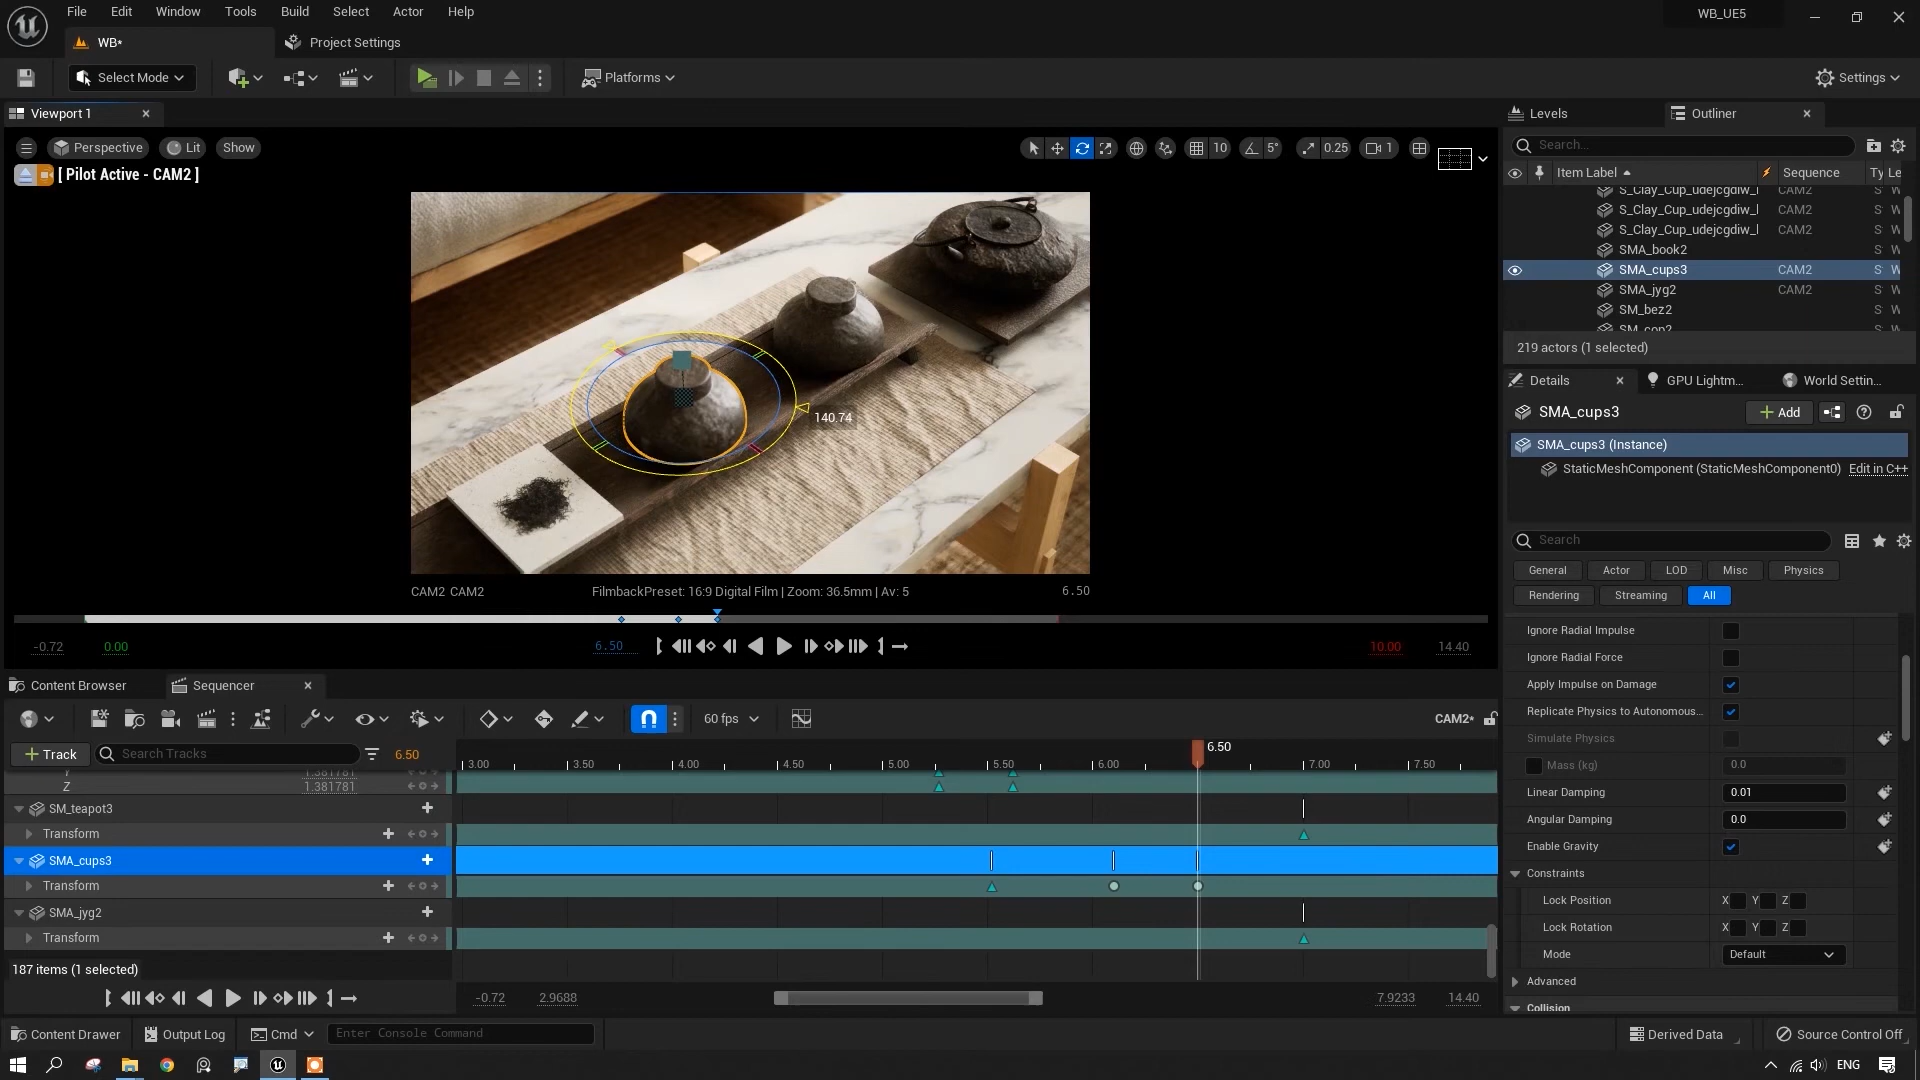 File Edit Window Tools Build Select Actor Help
WB_UE5
WB*
Project Settings
Select Mode
Platforms
Settings
Viewport 1
Levels
Outliner
Perspective
Lit
Show
10
5°
0.25
1
Search...
[ Pilot Active - CAM2 ]
Item Label
Sequence
Ty
Le
S_Clay_Cup_udejcgdiw_l CAM2
S_Clay_Cup_udejcgdiw_l CAM2
S_Clay_Cup_udejcgdiw_l CAM2
SMA_book2
SMA_cups3 CAM2
SMA_jyg2 CAM2
SM_bez2
SM_cop2
219 actors (1 selected)
140.74
Details
GPU Lightm...
World Settin...
SMA_cups3
Add
SMA_cups3 (Instance)
StaticMeshComponent (StaticMeshComponent0) Edit in C++
Search
General
Actor
LOD
Misc
Physics
Rendering
Streaming
All
CAM2 CAM2
FilmbackPreset: 16:9 Digital Film | Zoom: 36.5mm | Av: 5
6.50
-0.72
0.00
6.50
10.00
14.40
Ignore Radial Impulse
Ignore Radial Force
Apply Impulse on Damage
Replicate Physics to Autonomous...
Simulate Physics
Mass (kg) 0.0
Linear Damping 0.01
Angular Damping 0.0
Enable Gravity
Constraints
Lock Position X Y Z
Lock Rotation X Y Z
Mode Default
Advanced
Collision
Content Browser
Sequencer
60 fps
CAM2*
Track
Search Tracks
6.50
6.50
3.00 3.50 4.00 4.50 5.00 5.50 6.00 7.00 7.50
Y 1.381781
Z 1.381781
SM_teapot3
Transform
SMA_cups3
Transform
SMA_jyg2
Transform
187 items (1 selected)
-0.72
2.9688
7.9233
14.40
Content Drawer
Output Log
Cmd
Enter Console Command
Derived Data
Source Control Off
ENG